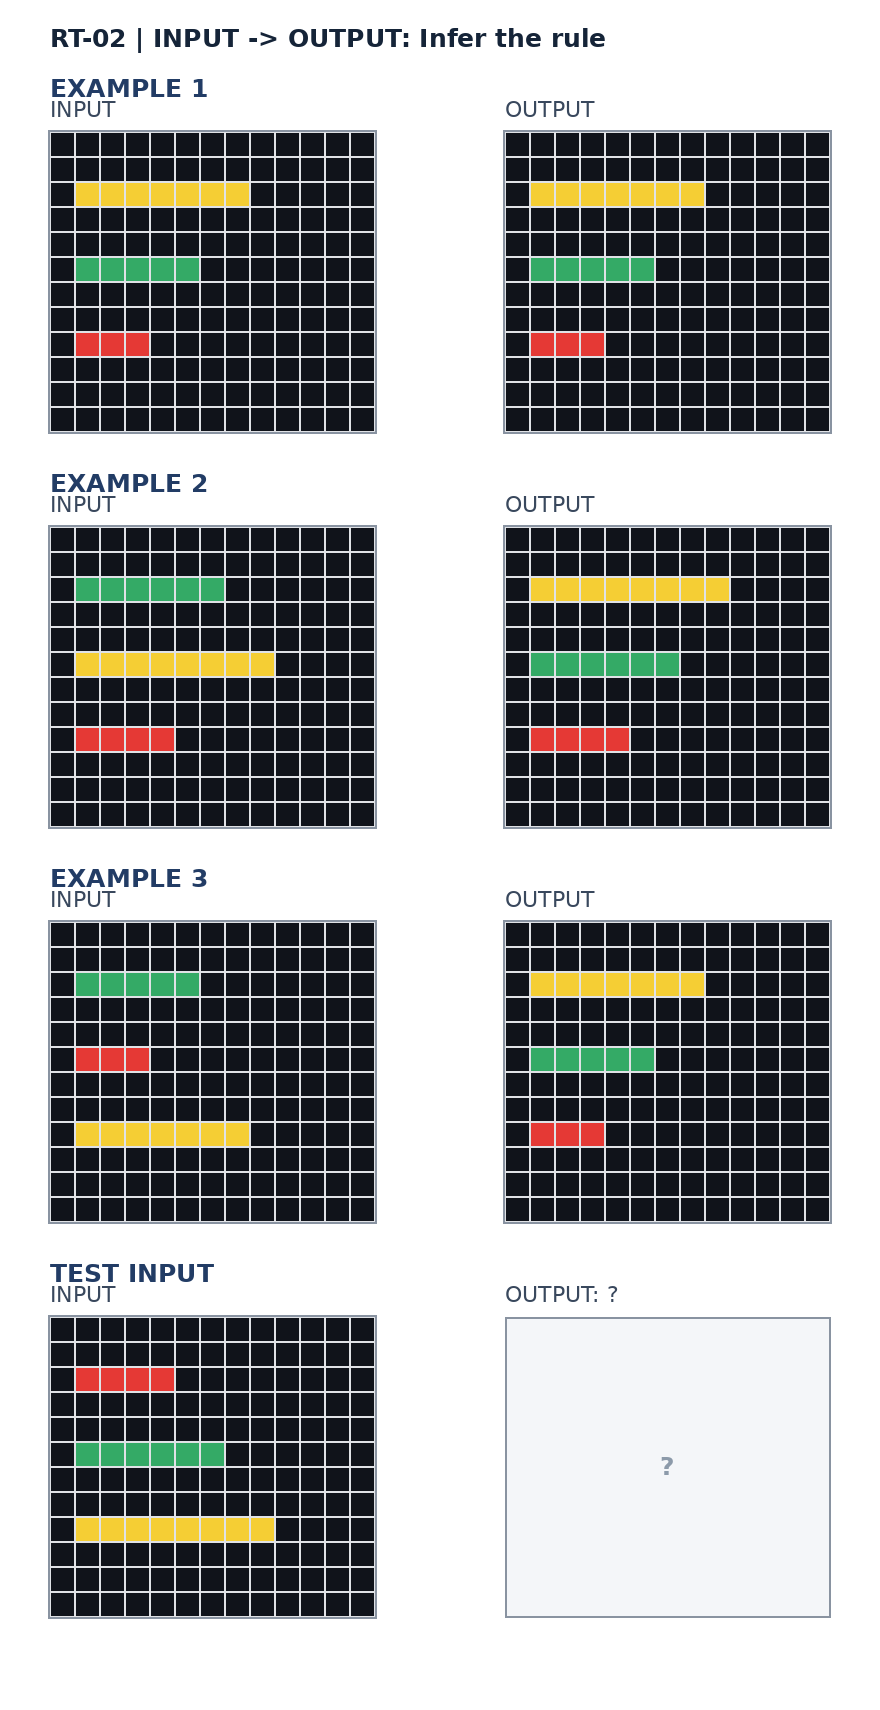 RT-02 | INPUT -> OUTPUT: Infer the rule
EXAMPLE 1
INPUT
OUTPUT
EXAMPLE 2
INPUT
OUTPUT
EXAMPLE 3
INPUT
OUTPUT
TEST INPUT
INPUT
OUTPUT: ?
?